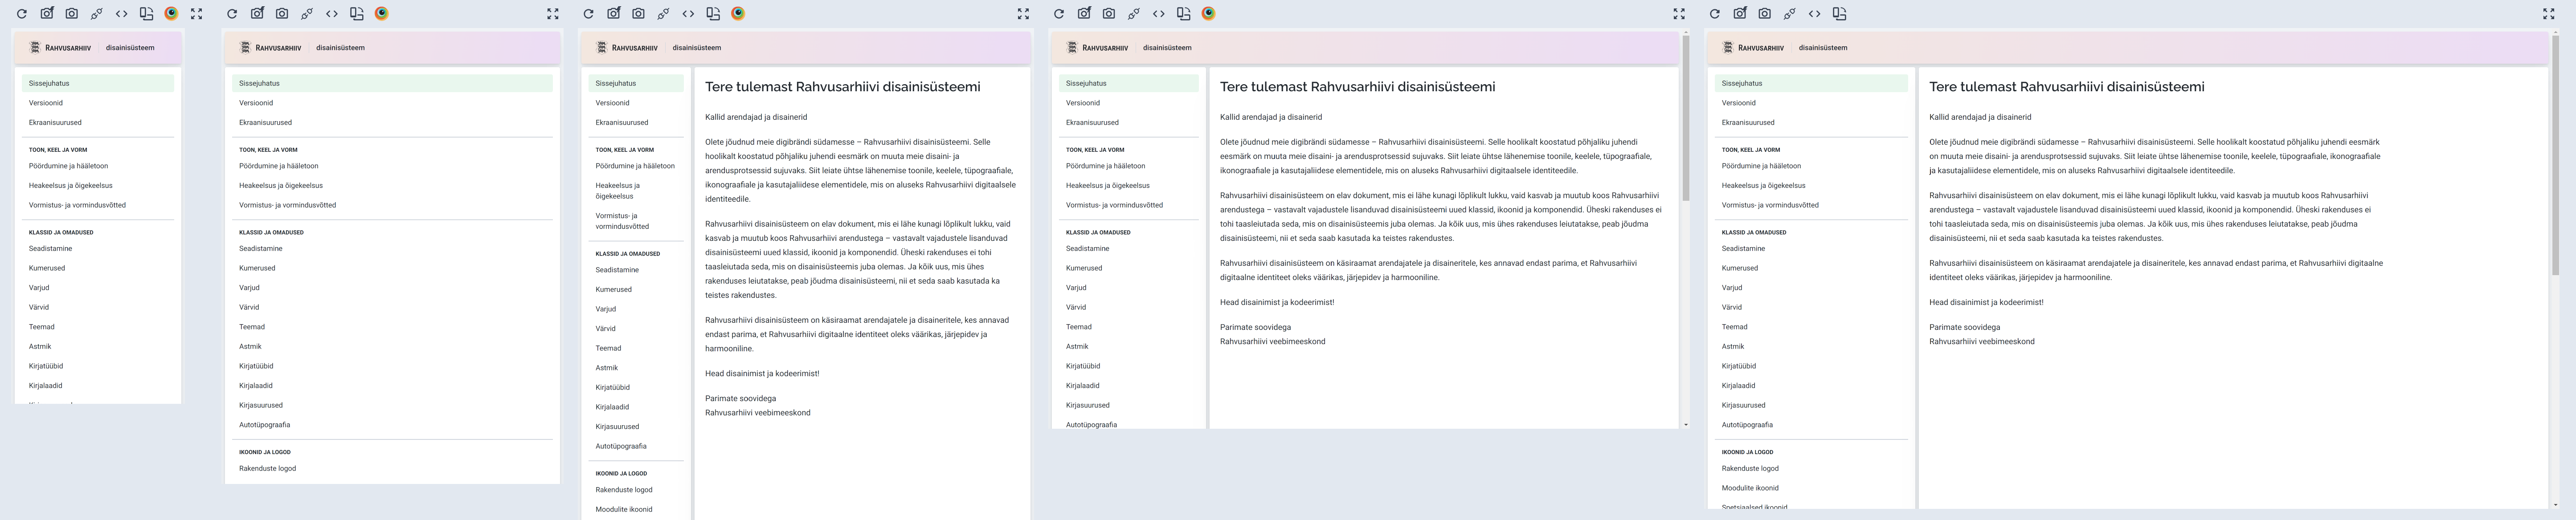 RAHVUSARHIIV disainisüsteem
Sissejuhatus
Versioonid
Ekraanisuurused
TOON, KEEL JA VORM
Pöördumine ja hääletoon
Heakeelsus ja õigekeelsus
Vormistus- ja vormindusvõtted
KLASSID JA OMADUSED
Seadistamine
Kumerused
Varjud
Värvid
Teemad
Astmik
Kirjatüübid
Kirjalaadid
RAHVUSARHIIV disainisüsteem
Sissejuhatus
Versioonid
Ekraanisuurused
TOON, KEEL JA VORM
Pöördumine ja hääletoon
Heakeelsus ja õigekeelsus
Vormistus- ja vormindusvõtted
KLASSID JA OMADUSED
Seadistamine
Kumerused
Varjud
Värvid
Teemad
Astmik
Kirjatüübid
Kirjalaadid
Kirjasuurused
Autotüpograafia
IKOONID JA LOGOD
Rakenduste logod
RAHVUSARHIIV disainisüsteem
Sissejuhatus
Versioonid
Ekraanisuurused
TOON, KEEL JA VORM
Pöördumine ja hääletoon
Heakeelsus ja
õigekeelsus
Vormistus- ja
vormindusvõtted
KLASSID JA OMADUSED
Seadistamine
Kumerused
Varjud
Värvid
Teemad
Astmik
Kirjatüübid
Kirjalaadid
Kirjasuurused
Autotüpograafia
IKOONID JA LOGOD
Rakenduste logod
Moodulite ikoonid
Tere tulemast Rahvusarhiivi disainisüsteemi
Kallid arendajad ja disainerid
Olete jõudnud meie digibrändi südamesse – Rahvusarhiivi disainisüsteemi. Selle
hoolikalt koostatud põhjaliku juhendi eesmärk on muuta meie disaini- ja
arendusprotsessid sujuvaks. Siit leiate ühtse lähenemise toonile, keelele, tüpograafiale,
ikonograafiale ja kasutajaliidese elementidele, mis on aluseks Rahvusarhiivi digitaalsele
identiteedile.
Rahvusarhiivi disainisüsteem on elav dokument, mis ei lähe kunagi lõplikult lukku, vaid
kasvab ja muutub koos Rahvusarhiivi arendustega – vastavalt vajadustele lisanduvad
disainisüsteemi uued klassid, ikoonid ja komponendid. Üheski rakenduses ei tohi
taasleiutada seda, mis on disainisüsteemis juba olemas. Ja kõik uus, mis ühes
rakenduses leiutatakse, peab jõudma disainisüsteemi, nii et seda saab kasutada ka
teistes rakendustes.
Rahvusarhiivi disainisüsteem on käsiraamat arendajatele ja disaineritele, kes annavad
endast parima, et Rahvusarhiivi digitaalne identiteet oleks väärikas, järjepidev ja
harmooniline.
Head disainimist ja kodeerimist!
Parimate soovidega
Rahvusarhiivi veebimeeskond
RAHVUSARHIIV disainisüsteem
Sissejuhatus
Versioonid
Ekraanisuurused
TOON, KEEL JA VORM
Pöördumine ja hääletoon
Heakeelsus ja õigekeelsus
Vormistus- ja vormindusvõtted
KLASSID JA OMADUSED
Seadistamine
Kumerused
Varjud
Värvid
Teemad
Astmik
Kirjatüübid
Kirjalaadid
Kirjasuurused
Autotüpograafia
Tere tulemast Rahvusarhiivi disainisüsteemi
Kallid arendajad ja disainerid
Olete jõudnud meie digibrändi südamesse – Rahvusarhiivi disainisüsteemi. Selle hoolikalt koostatud põhjaliku juhendi
eesmärk on muuta meie disaini- ja arendusprotsessid sujuvaks. Siit leiate ühtse lähenemise toonile, keelele, tüpograafiale,
ikonograafiale ja kasutajaliidese elementidele, mis on aluseks Rahvusarhiivi digitaalsele identiteedile.
Rahvusarhiivi disainisüsteem on elav dokument, mis ei lähe kunagi lõplikult lukku, vaid kasvab ja muutub koos Rahvusarhiivi
arendustega – vastavalt vajadustele lisanduvad disainisüsteemi uued klassid, ikoonid ja komponendid. Üheski rakenduses ei
tohi taasleiutada seda, mis on disainisüsteemis juba olemas. Ja kõik uus, mis ühes rakenduses leiutatakse, peab jõudma
disainisüsteemi, nii et seda saab kasutada ka teistes rakendustes.
Rahvusarhiivi disainisüsteem on käsiraamat arendajatele ja disaineritele, kes annavad endast parima, et Rahvusarhiivi
digitaalne identiteet oleks väärikas, järjepidev ja harmooniline.
Head disainimist ja kodeerimist!
Parimate soovidega
Rahvusarhiivi veebimeeskond
RAHVUSARHIIV disainisüsteem
Sissejuhatus
Versioonid
Ekraanisuurused
TOON, KEEL JA VORM
Pöördumine ja hääletoon
Heakeelsus ja õigekeelsus
Vormistus- ja vormindusvõtted
KLASSID JA OMADUSED
Seadistamine
Kumerused
Varjud
Värvid
Teemad
Astmik
Kirjatüübid
Kirjalaadid
Kirjasuurused
Autotüpograafia
IKOONID JA LOGOD
Rakenduste logod
Moodulite ikoonid
Spetsiaalsed ikoonid
Tere tulemast Rahvusarhiivi disainisüsteemi
Kallid arendajad ja disainerid
Olete jõudnud meie digibrändi südamesse – Rahvusarhiivi disainisüsteemi. Selle hoolikalt koostatud põhjaliku juhendi eesmärk
on muuta meie disaini- ja arendusprotsessid sujuvaks. Siit leiate ühtse lähenemise toonile, keelele, tüpograafiale, ikonograafiale
ja kasutajaliidese elementidele, mis on aluseks Rahvusarhiivi digitaalsele identiteedile.
Rahvusarhiivi disainisüsteem on elav dokument, mis ei lähe kunagi lõplikult lukku, vaid kasvab ja muutub koos Rahvusarhiivi
arendustega – vastavalt vajadustele lisanduvad disainisüsteemi uued klassid, ikoonid ja komponendid. Üheski rakenduses ei
tohi taasleiutada seda, mis on disainisüsteemis juba olemas. Ja kõik uus, mis ühes rakenduses leiutatakse, peab jõudma
disainisüsteemi, nii et seda saab kasutada ka teistes rakendustes.
Rahvusarhiivi disainisüsteem on käsiraamat arendajatele ja disaineritele, kes annavad endast parima, et Rahvusarhiivi digitaalne
identiteet oleks väärikas, järjepidev ja harmooniline.
Head disainimist ja kodeerimist!
Parimate soovidega
Rahvusarhiivi veebimeeskond